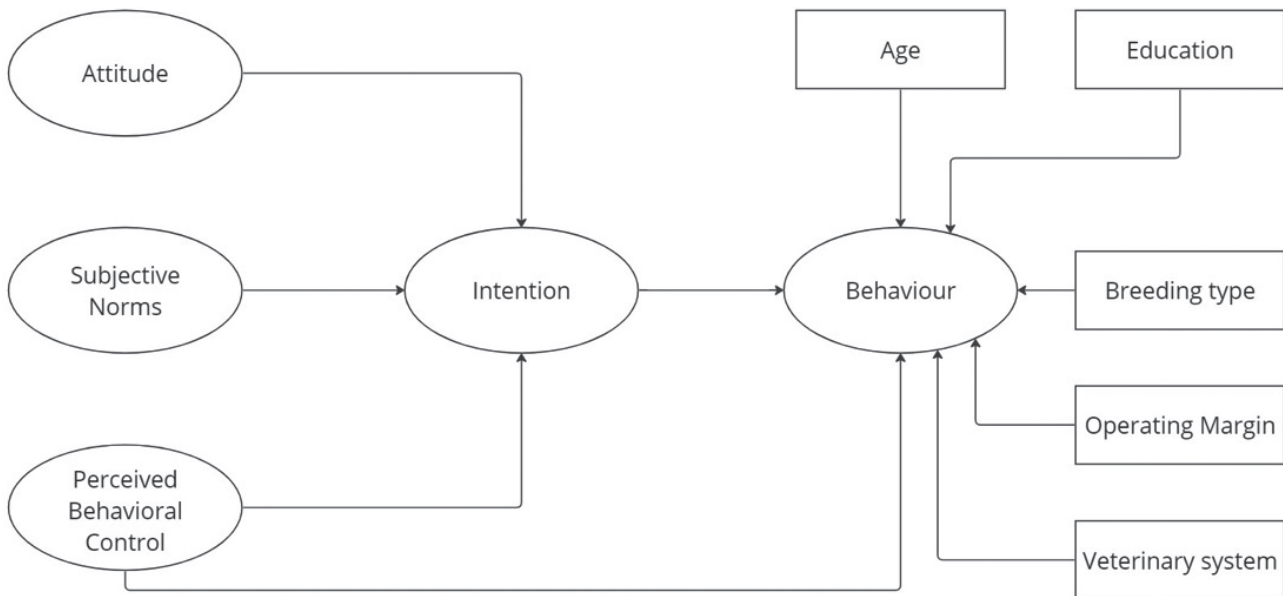 Attitude
Age
Education
Subjective
Norms
Intention
Behaviour
Breeding type
Operating Margin
Perceived
Behavioral
Control
Veterinary system